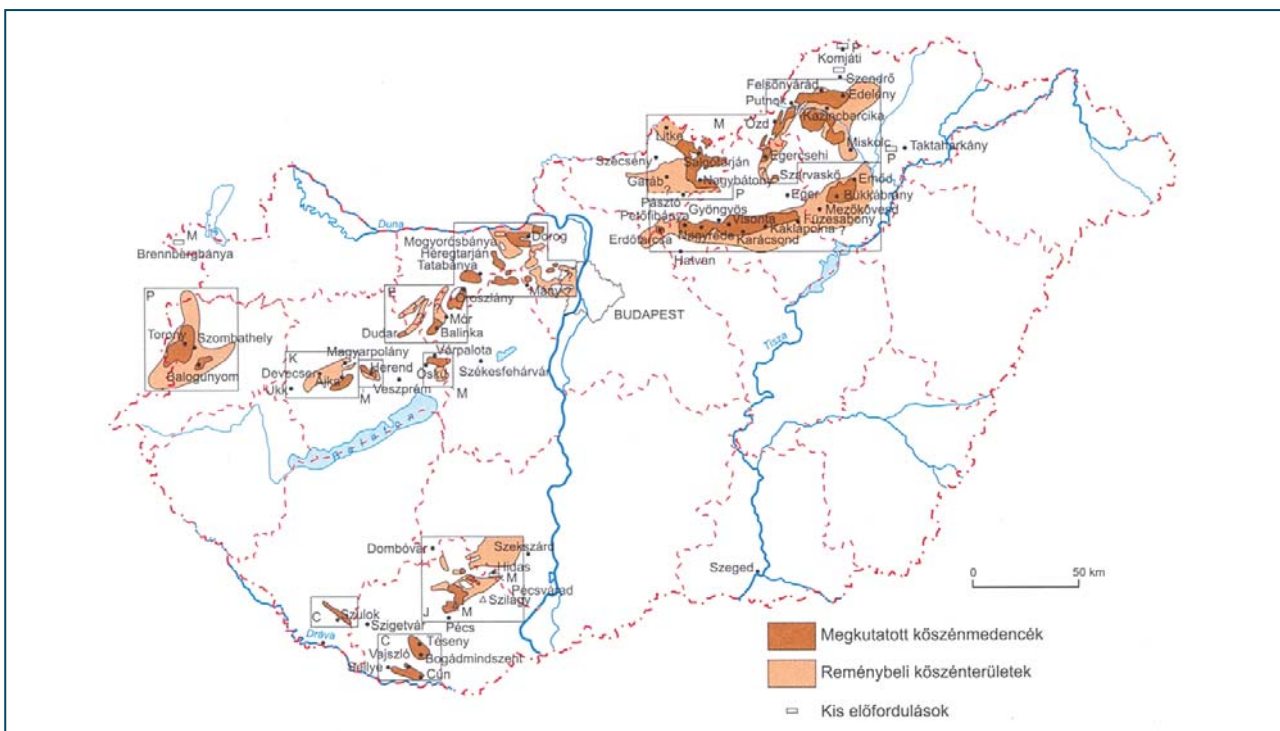 P
Komjáti
Szendrő
Felsőnyárád
Edelény
Putnok
Kazincbarcika
Ózd
M
Litke
Miskolc
P
Taktaharkány
Szécsény
Salgótarján
Egercsehi
Garáb
?
Nagybátony
Szarvaskő
Emőd
Pásztó
P
Eger
Bükkábrány
Petőfibánya
Gyöngyös
Visonta
Mezőkövesd
Füzesabony
Nagyréde
Káklápolna ?
Erdőtarcsa
Karácsond
Hatvan
Duna
M
Brennbergbánya
Mogyorósbánya
Dorog
Héregtarján
Tatabánya
?
Mány
?
E
Oroszlány
BUDAPEST
Tisza
P
Mór
Dudar
Balinka
Torony
Szombathely
Várpalota
K
Magyarpolány
Székesfehérvár
Devecser
Herend
Öskü
Balogunyom
Ajka
Ukk
Veszprém
M
M
Balaton
Dombóvár
Szekszárd
Hidas
M
Pécsvárad
Szilágy
Szeged
0
50 km
C
Szulok
J
M
Szigetvár
Pécs
Dráva
C
Téseny
Vajszló
Bogádmindszent
Sellye
Cún
Megkutatott kőszénmedencék
Reménybeli kőszénterületek
Kis előfordulások